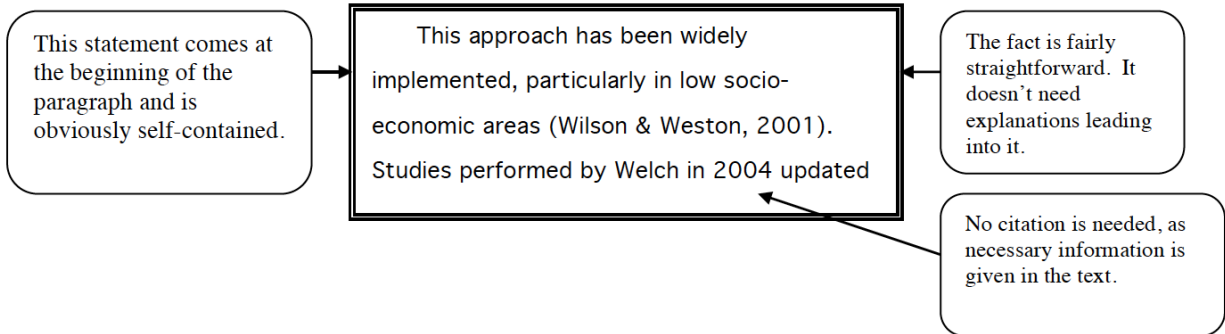 This statement comes at
the beginning of the
paragraph and is
obviously self-contained.
This approach has been widely
implemented, particularly in low socio-
economic areas (Wilson & Weston, 2001).
Studies performed by Welch in 2004 updated
The fact is fairly
straightforward.  It
doesn’t need
explanations leading
into it.
No citation is needed, as
necessary information is
given in the text.